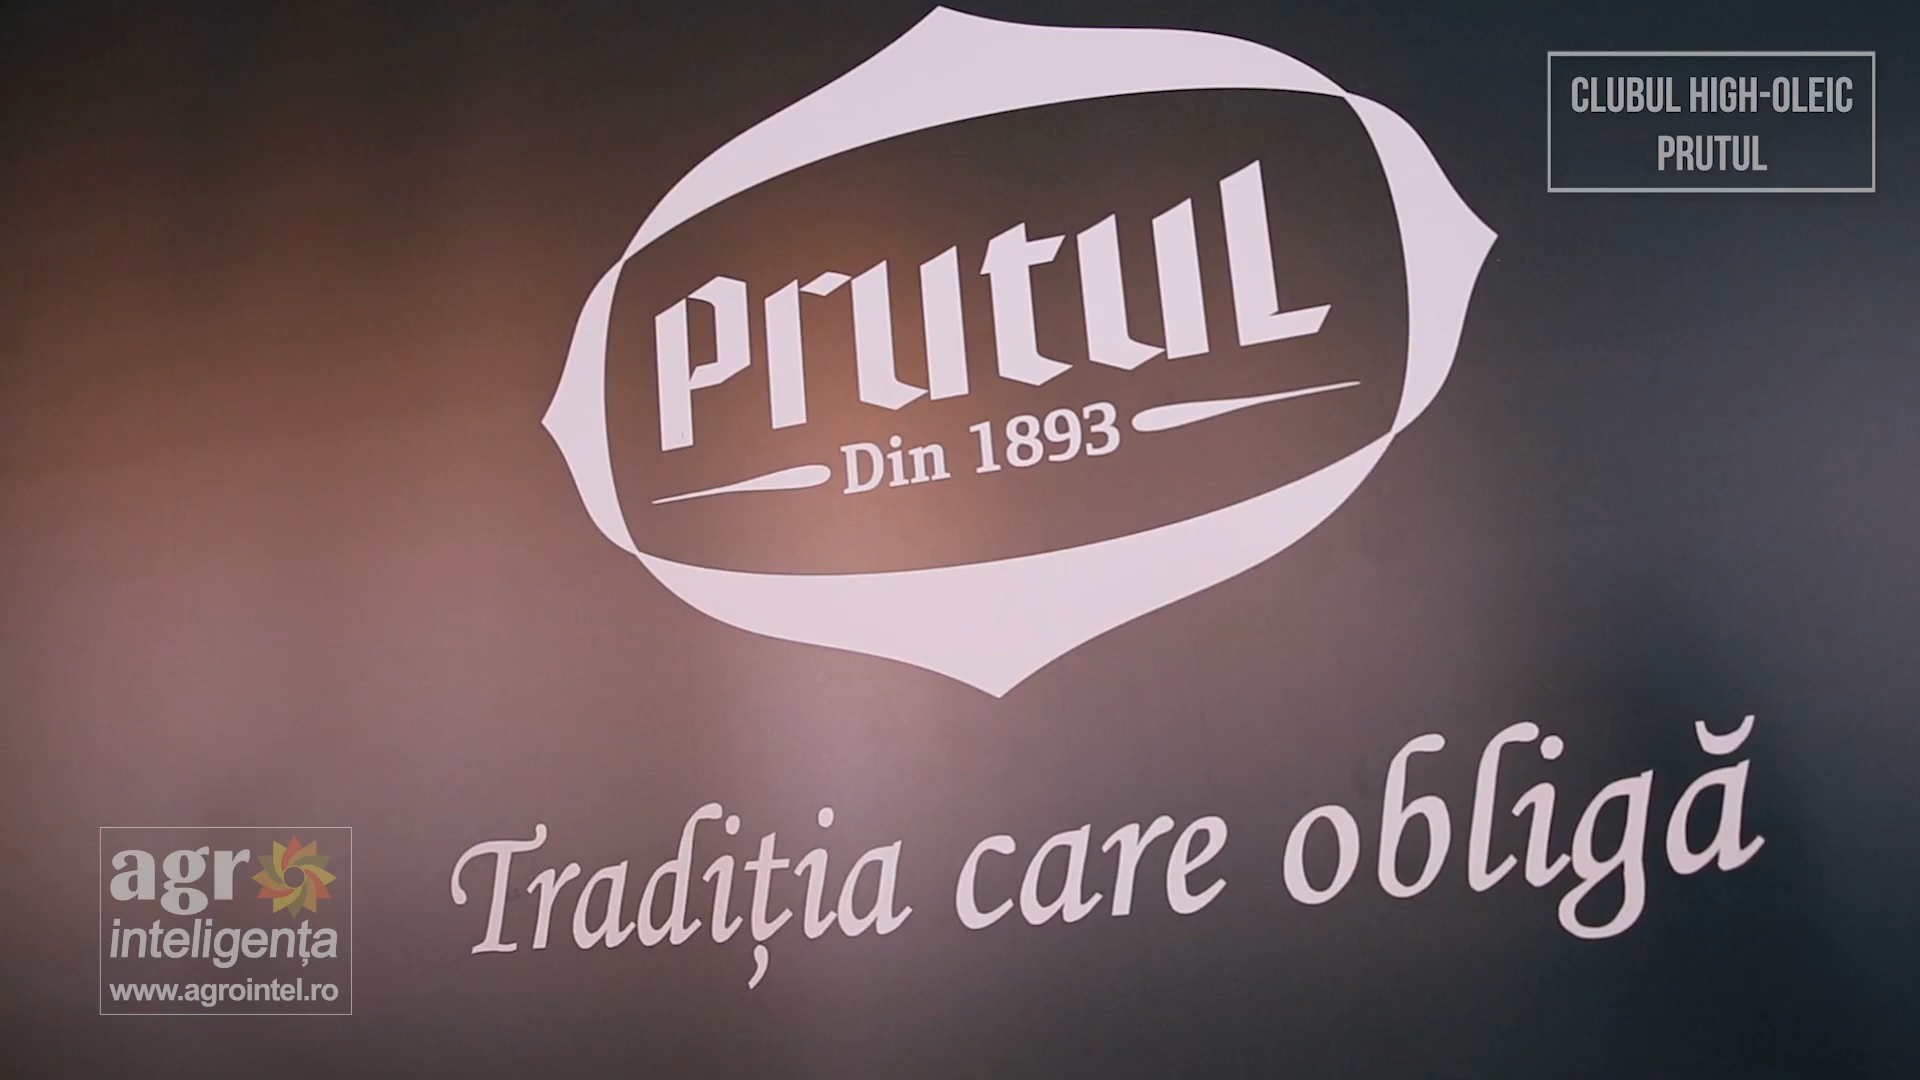 CLUBUL HIGH-OLEIC
PRUTUL
Prutul
Din 1893
Tradiția care obligă
agro
inteligența
www.agrointel.ro